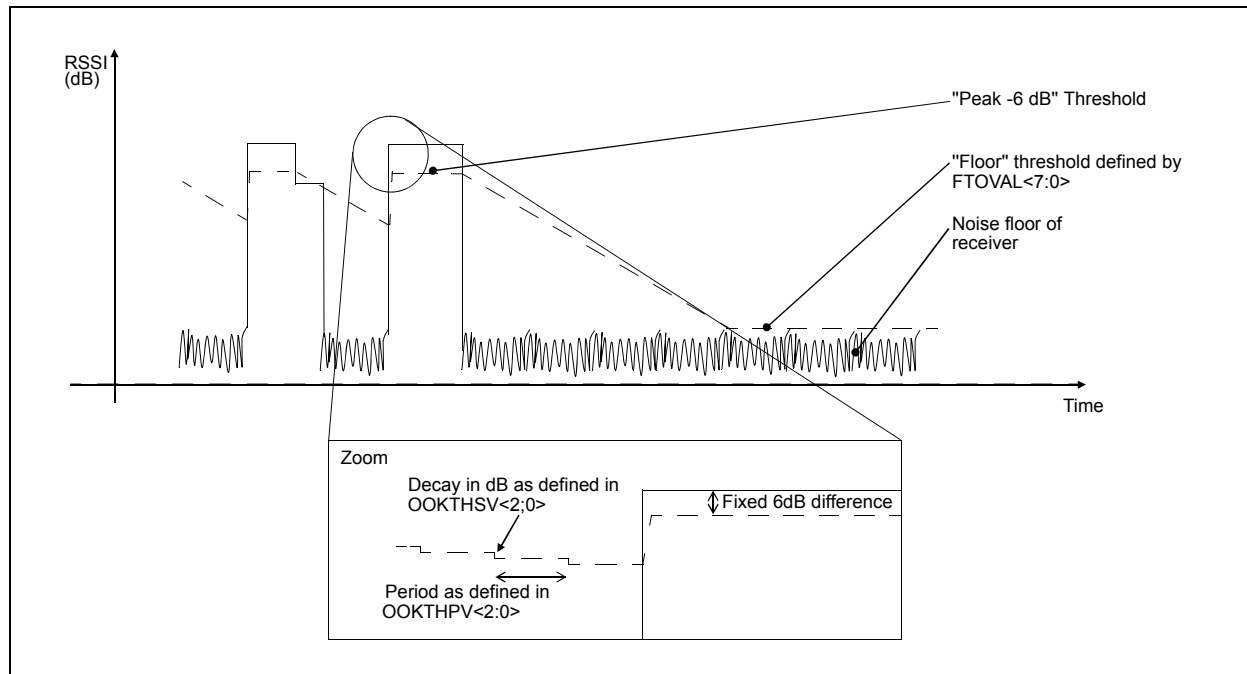 RSSI
(dB)
"Peak -6 dB" Threshold
"Floor" threshold defined by
FTOVAL<7:0>
Noise floor of
receiver
Time
Zoom
Decay in dB as defined in
OOKTHSV<2;0>
Fixed 6dB difference
Period as defined in
OOKTHPV<2:0>